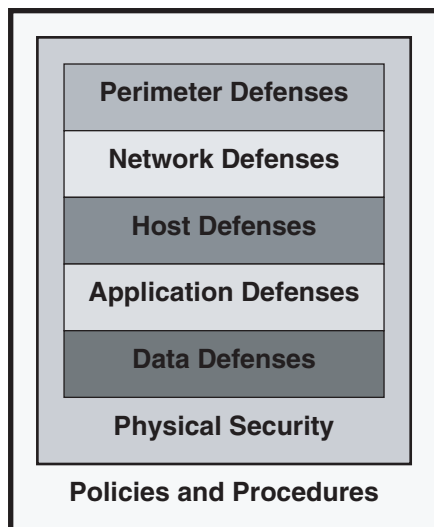 Perimeter Defenses
Network Defenses
Host Defenses
Application Defenses
Data Defenses
Physical Security
Policies and Procedures